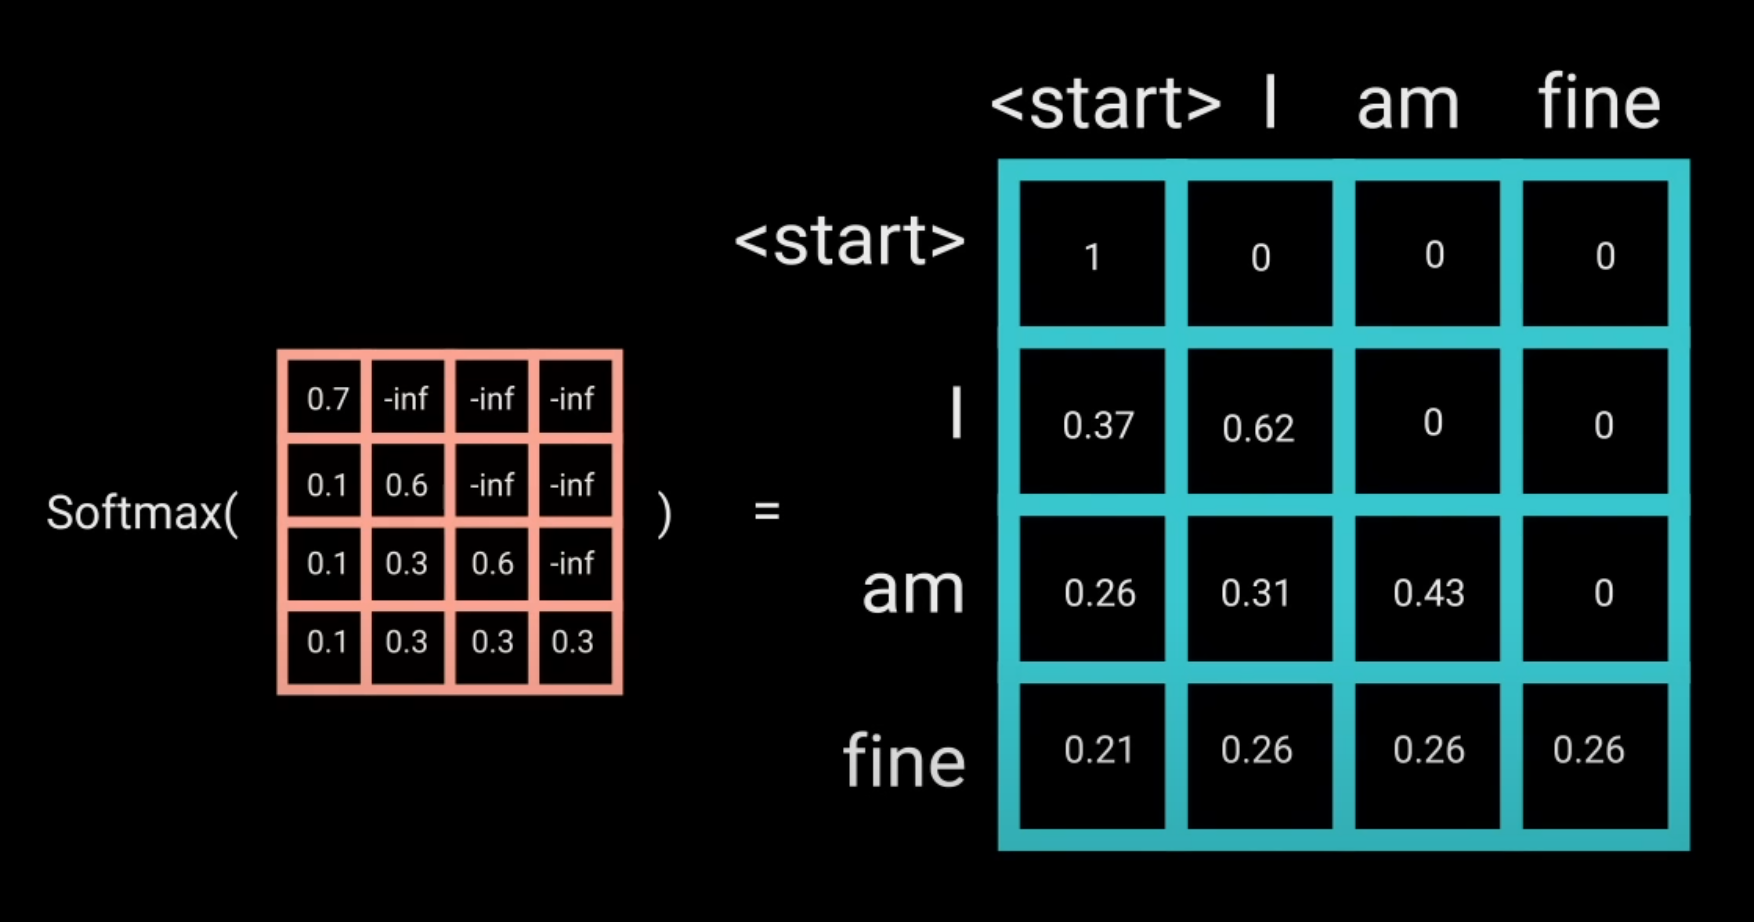 <start> I am fine
<start> 1 0 0 0
0.7 -inf -inf -inf
I 0.37 0.62 0 0
0.1 0.6 -inf -inf
Softmax( ) =
0.1 0.3 0.6 -inf
am 0.26 0.31 0.43 0
0.1 0.3 0.3 0.3
fine 0.21 0.26 0.26 0.26